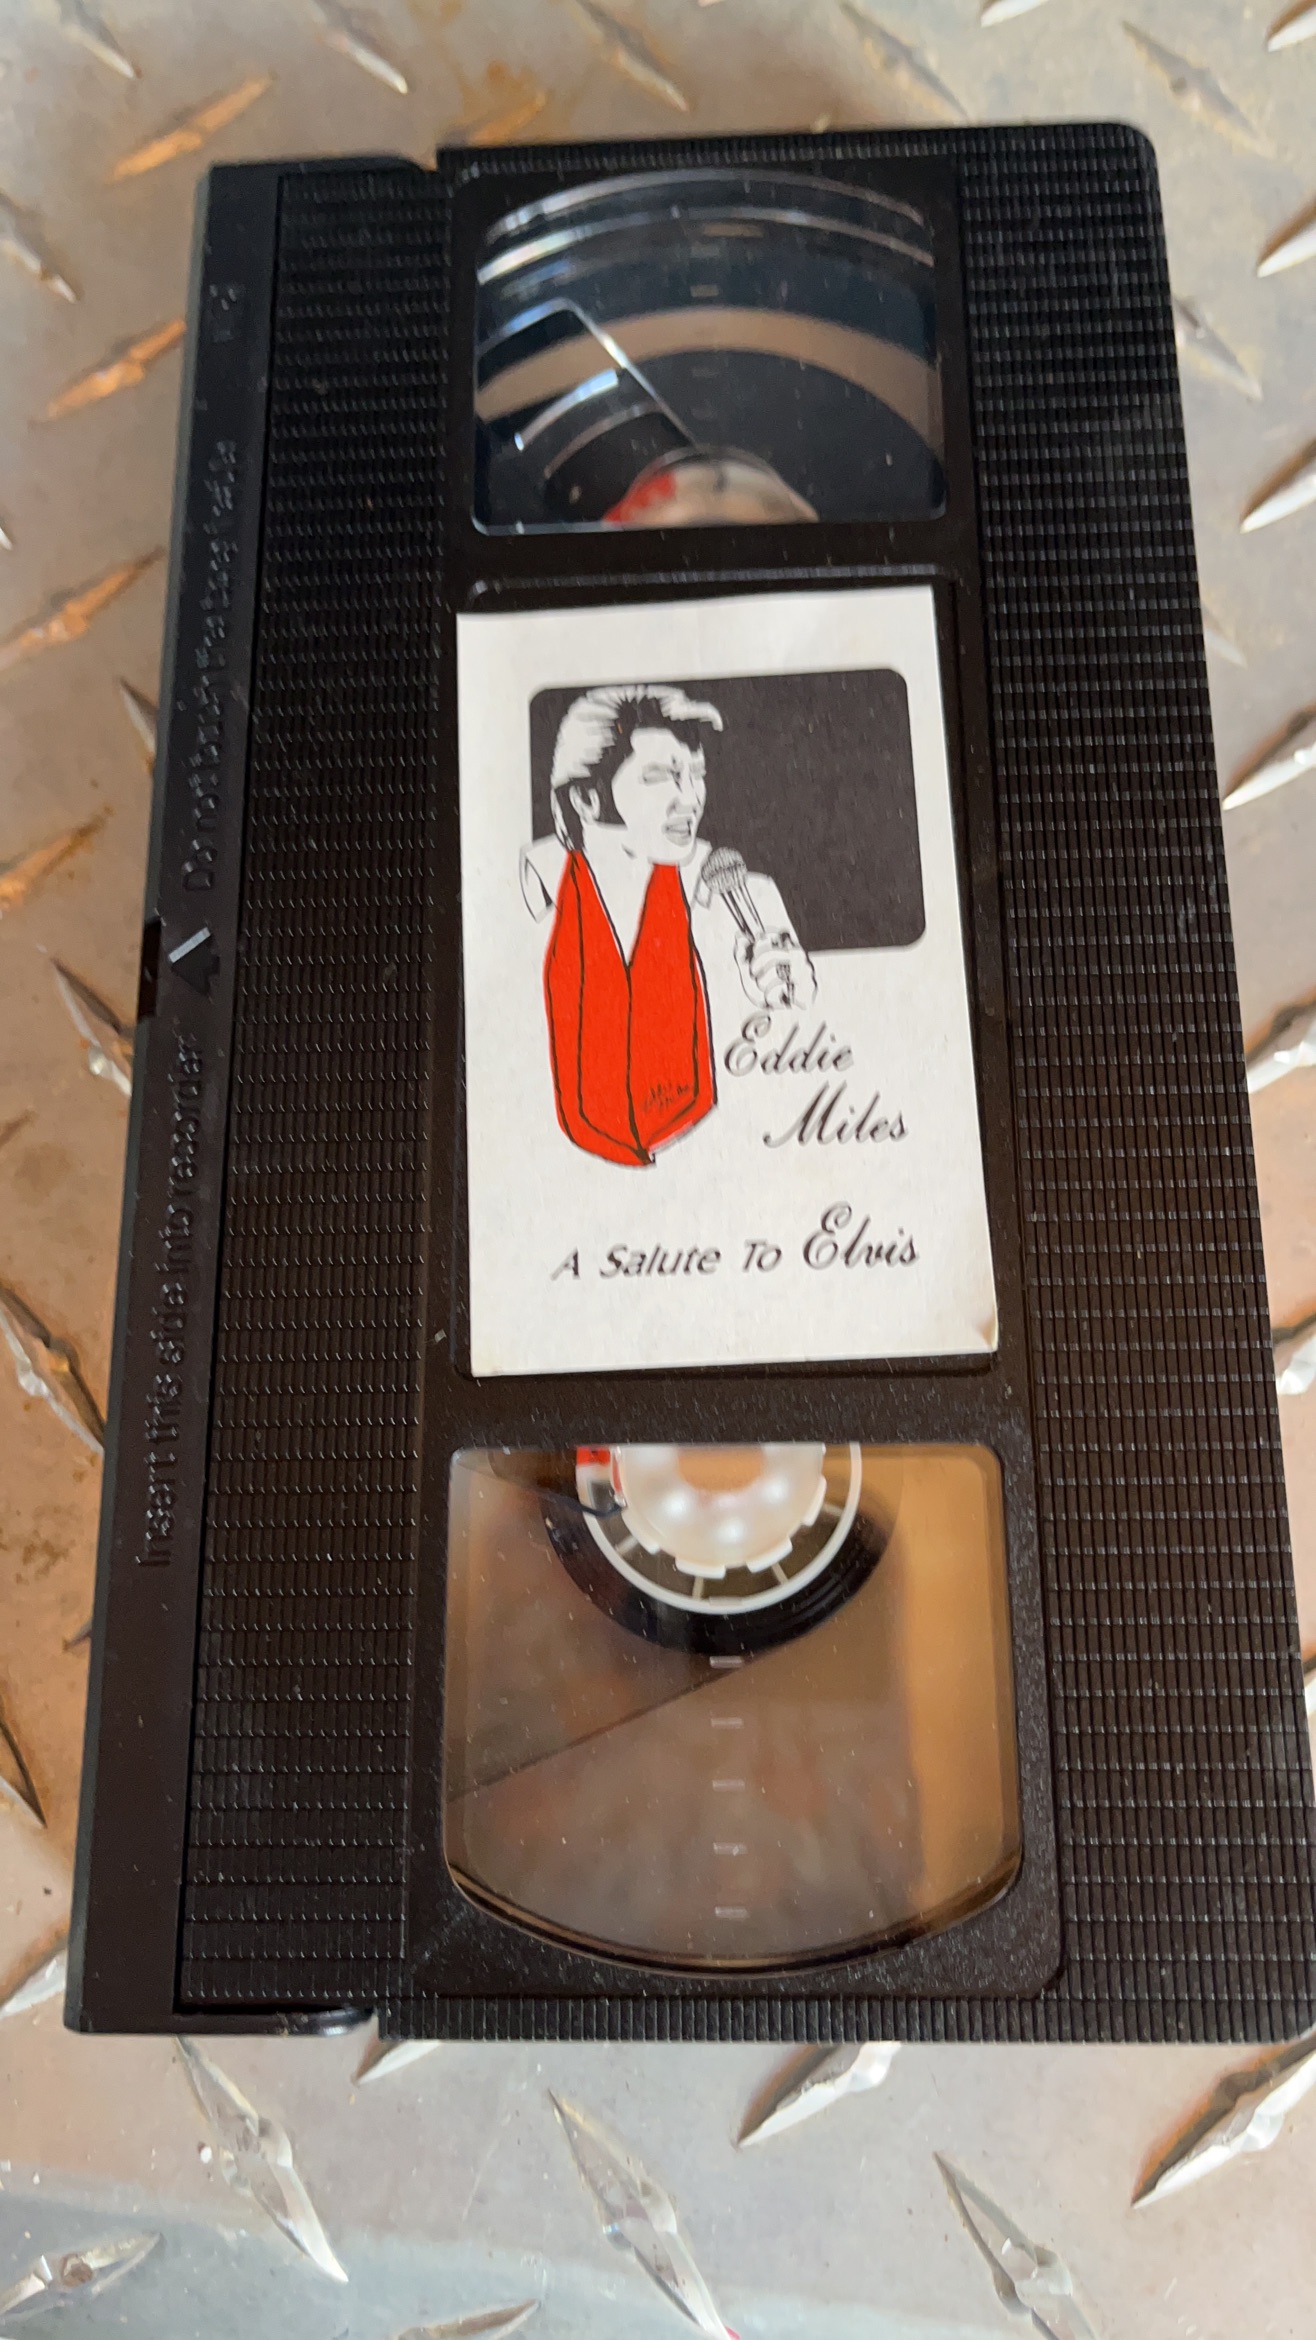 Eddie
Miles
A Salute To Elvis
Insert this side into recorder
Do not touch the tape inside